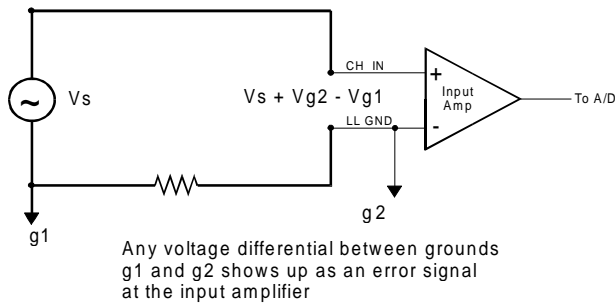 CH IN
+
Input
Amp
To A/D
~
Vs
Vs + Vg2 - Vg1
LL GND
-
g1
g2
Any voltage differential between grounds
g1 and g2 shows up as an error signal
at the input amplifier